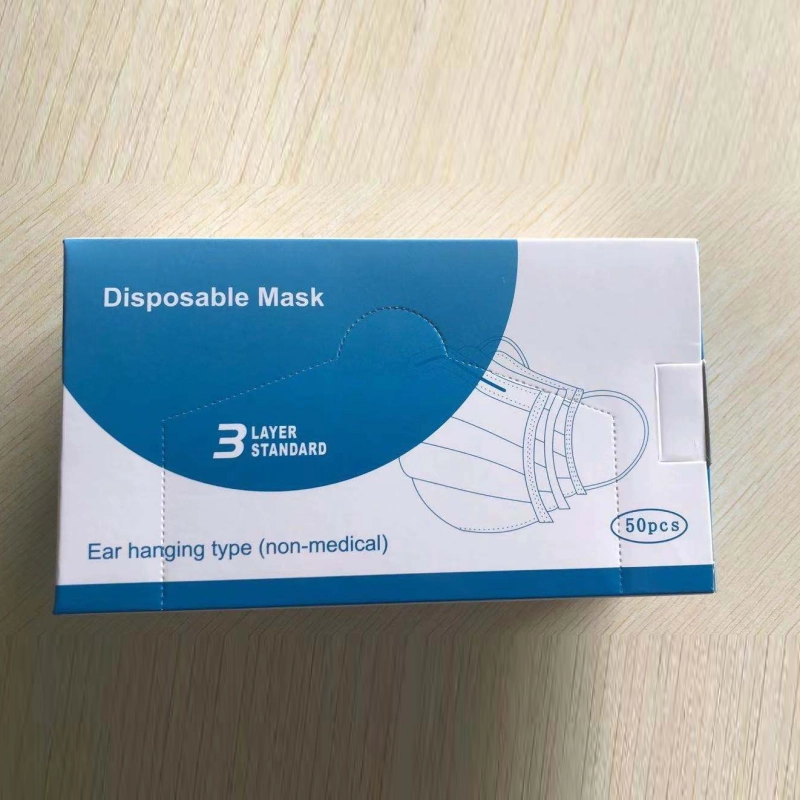 Disposable Mask
3 LAYER
STANDARD
50pcs
Ear hanging type (non-medical)